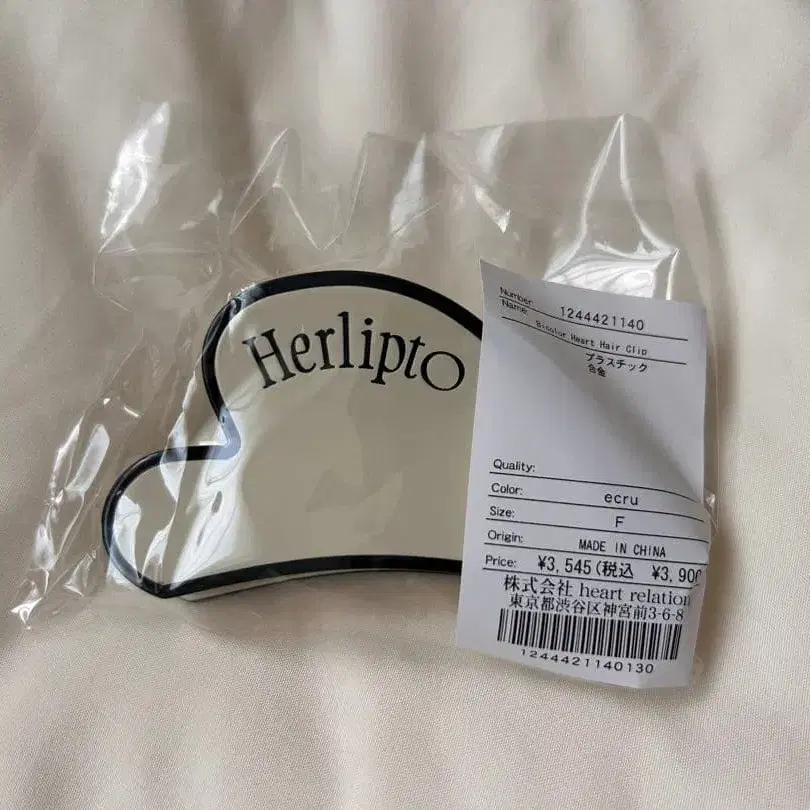 Herlipto
Number: 1244421140
Name: Bicolor Heart Hair Clip
プラスチック
合金
Quality:
Color: ecru
Size: F
Origin: MADE IN CHINA
Price: ¥3,545(税込 ¥3,900
株式会社 heart relation
東京都渋谷区神宮前3-6-8
1244421140130